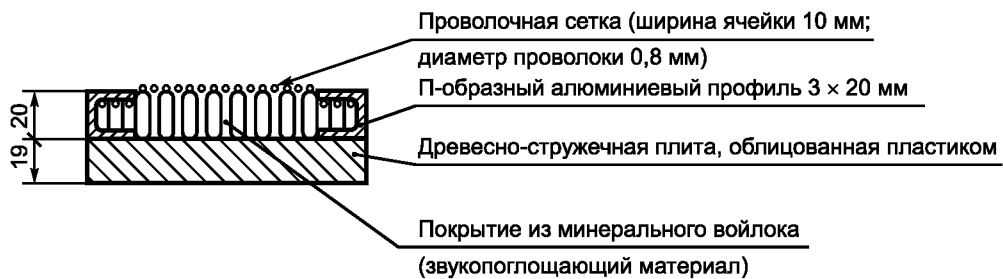 Проволочная сетка (ширина ячейки 10 мм;
диаметр проволоки 0,8 мм)
П-образный алюминиевый профиль 3 × 20 мм
19, 20
Древесно-стружечная плита, облицованная пластиком
Покрытие из минерального войлока
(звукопоглощающий материал)